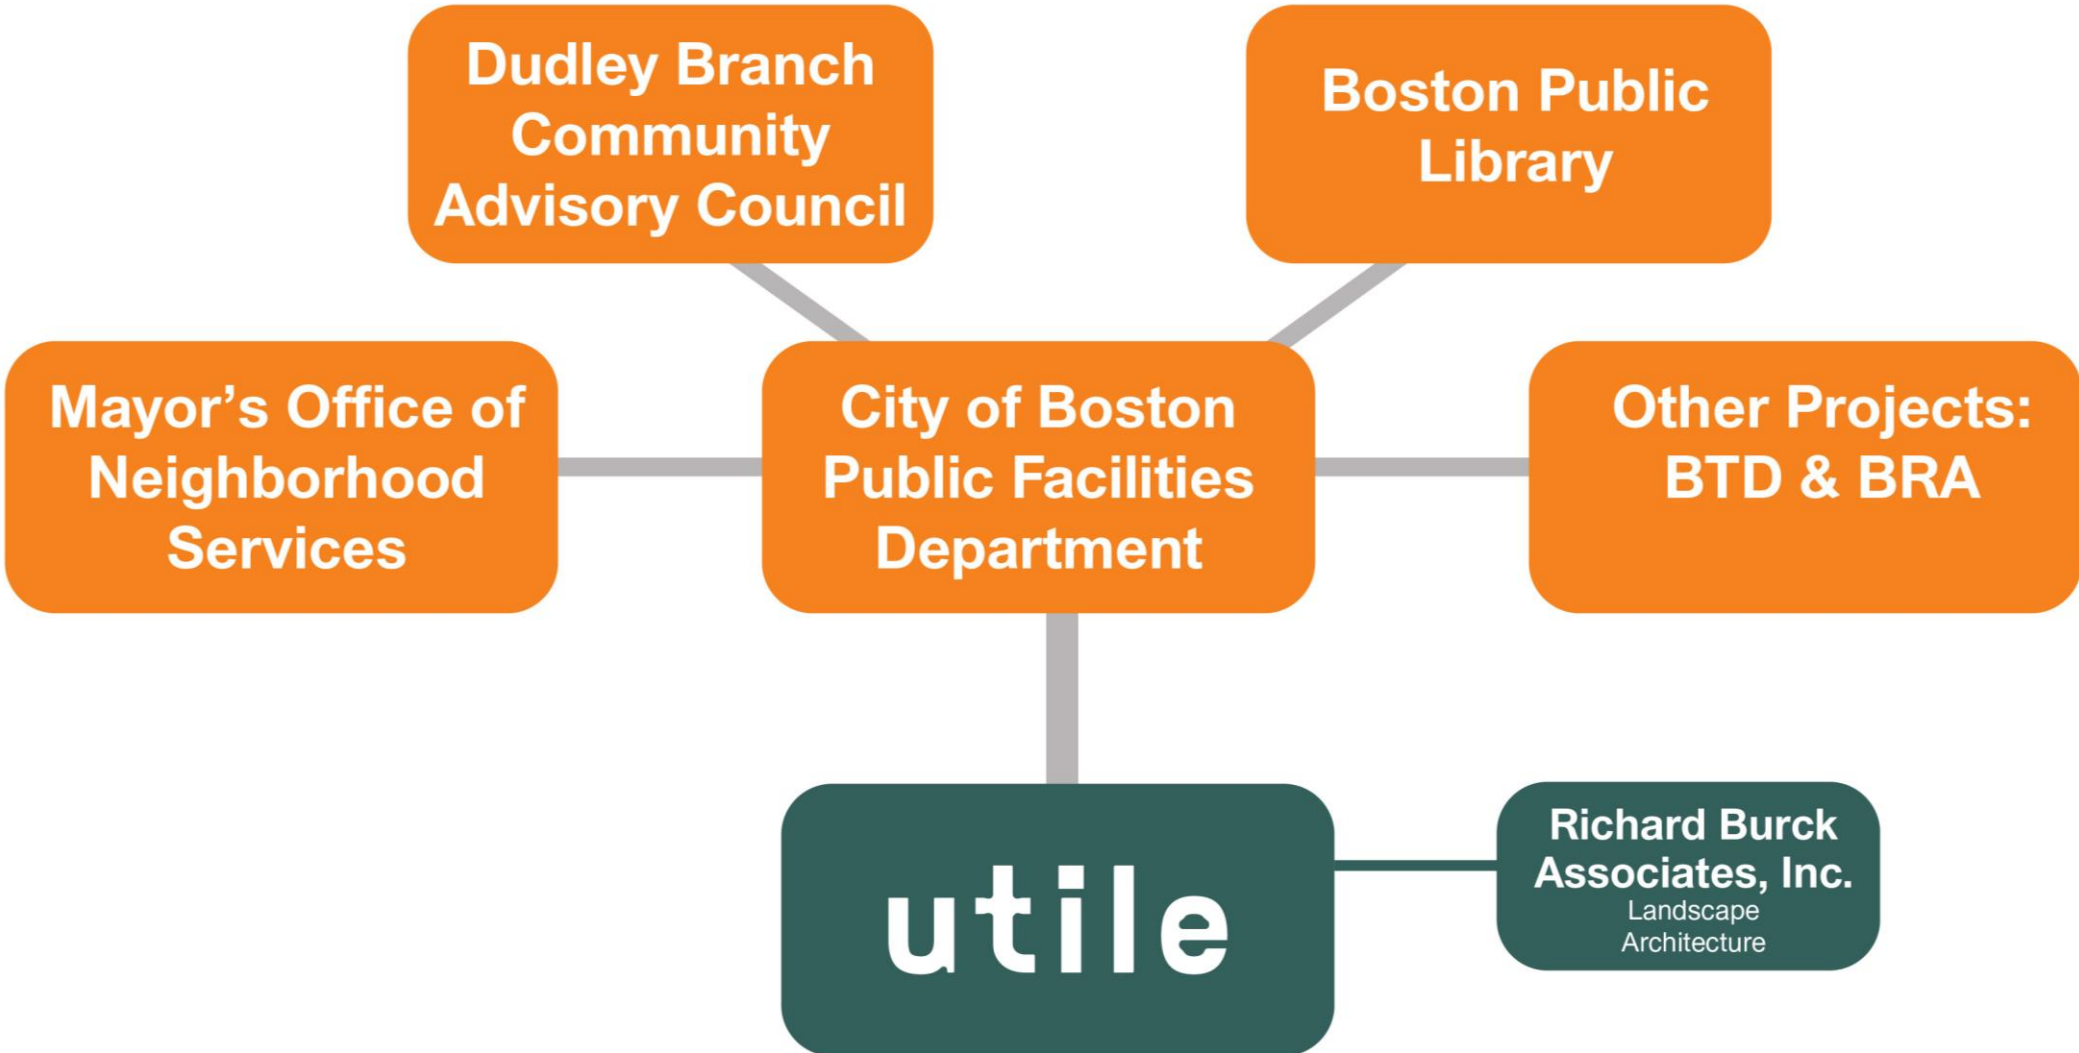 Dudley Branch
Community
Advisory Council
Boston Public
Library
Mayor’s Office of
Neighborhood
Services
City of Boston
Public Facilities
Department
Other Projects:
BTD & BRA
utile
Richard Burck
Associates, Inc.
Landscape
Architecture